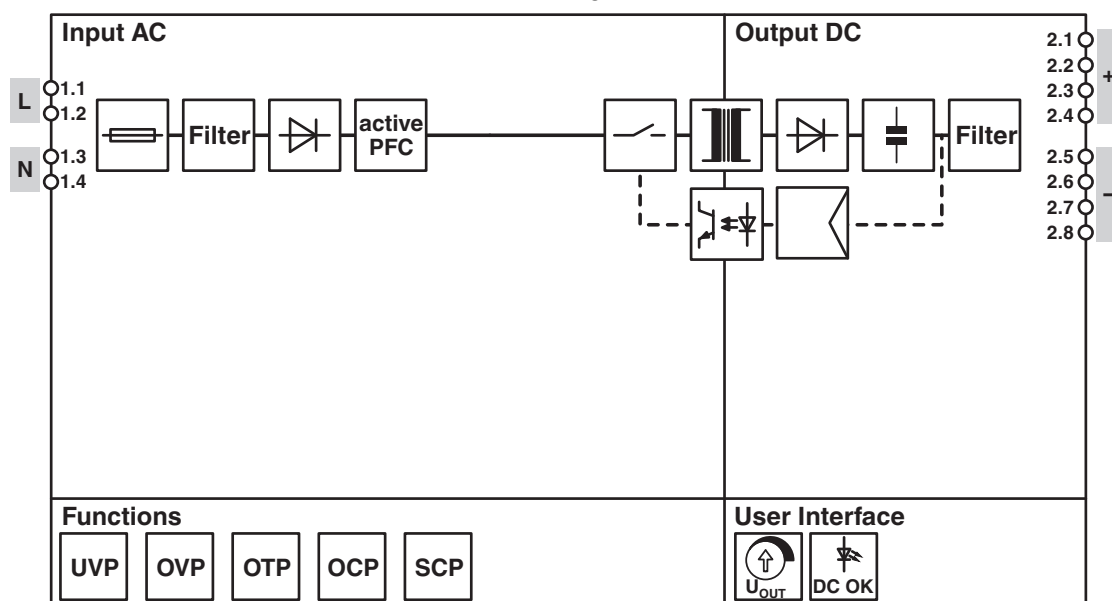 Input AC
Output DC
L
1.1
1.2
N
1.3
1.4
Filter
active
PFC
Filter
2.1
2.2
2.3
2.4
+
2.5
2.6
2.7
2.8
–
Functions
UVP
OVP
OTP
OCP
SCP
User Interface
UOUT
DC OK